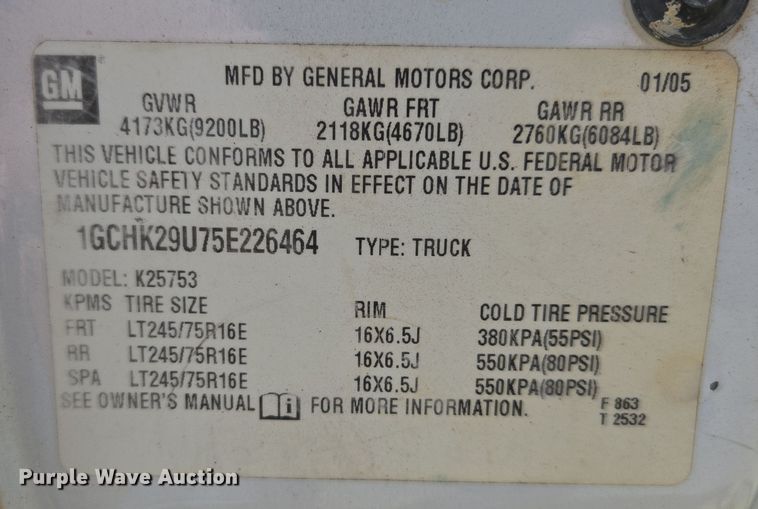 GM
MFD BY GENERAL MOTORS CORP. 01/05
GVWR GAWR FRT GAWR RR
4173KG(9200LB) 2118KG(4670LB) 2760KG(6084LB)
THIS VEHICLE CONFORMS TO ALL APPLICABLE U.S. FEDERAL MOTOR
VEHICLE SAFETY STANDARDS IN EFFECT ON THE DATE OF
MANUFACTURE SHOWN ABOVE.
1GCHK29U75E226464 TYPE: TRUCK
MODEL: K25753
KPMS TIRE SIZE RIM COLD TIRE PRESSURE
FRT LT245/75R16E 16X6.5J 380KPA(55PSI)
RR LT245/75R16E 16X6.5J 550KPA(80PSI)
SPA LT245/75R16E 16X6.5J 550KPA(80PSI)
SEE OWNER'S MANUAL i FOR MORE INFORMATION.
F 863
T 2532
Purple Wave Auction